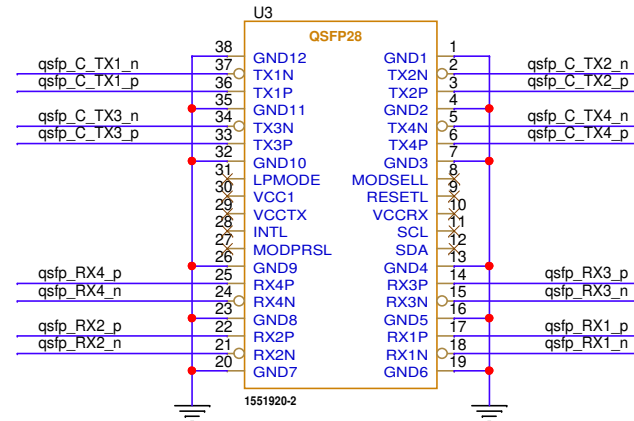 U3
QSFP28
38 GND12 GND1 1
qsfp_C_TX1_n 37 TX1N TX2N 2 qsfp_C_TX2_n
qsfp_C_TX1_p 36 TX1P TX2P 3 qsfp_C_TX2_p
35 GND11 GND2 4
qsfp_C_TX3_n 34 TX3N TX4N 5 qsfp_C_TX4_n
qsfp_C_TX3_p 33 TX3P TX4P 6 qsfp_C_TX4_p
32 GND10 GND3 7
31 LPMODE MODSELL 8
30 VCC1 RESETL 9
29 VCCTX VCCRX 10
28 INTL SCL 11
27 MODPRSL SDA 12
26 GND9 GND4 13
qsfp_RX4_p 25 RX4P RX3P 14 qsfp_RX3_p
qsfp_RX4_n 24 RX4N RX3N 15 qsfp_RX3_n
23 GND8 GND5 16
qsfp_RX2_p 22 RX2P RX1P 17 qsfp_RX1_p
qsfp_RX2_n 21 RX2N RX1N 18 qsfp_RX1_n
20 GND7 GND6 19
1551920-2